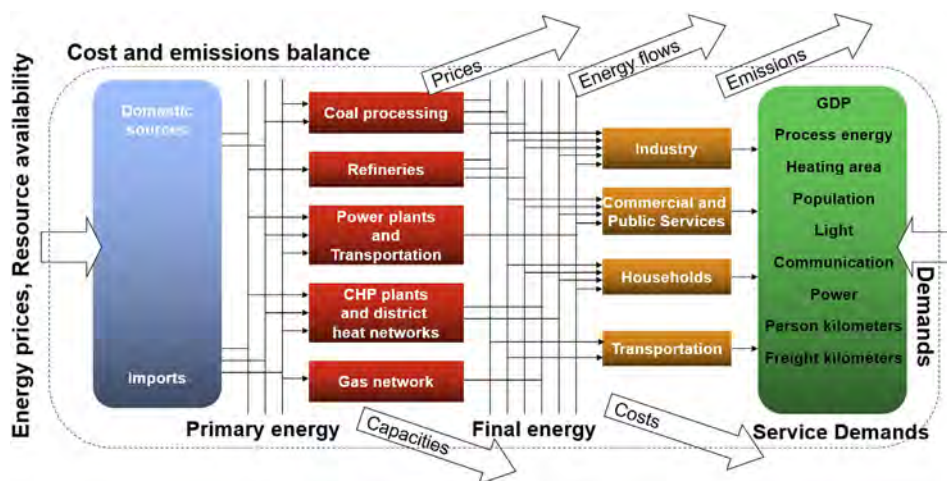 Cost and emissions balance
Prices
Energy flows
Emissions
Energy prices, Resource availability
Domestic
sources
Imports
Coal processing
Refineries
Power plants
and
Transportation
CHP plants
and district
heat networks
Gas network
Industry
Commercial and
Public Services
Households
Transportation
GDP
Process energy
Heating area
Population
Light
Communication
Power
Person kilometers
Freight kilometers
Demands
Primary energy
Capacities
Final energy
Costs
Service Demands